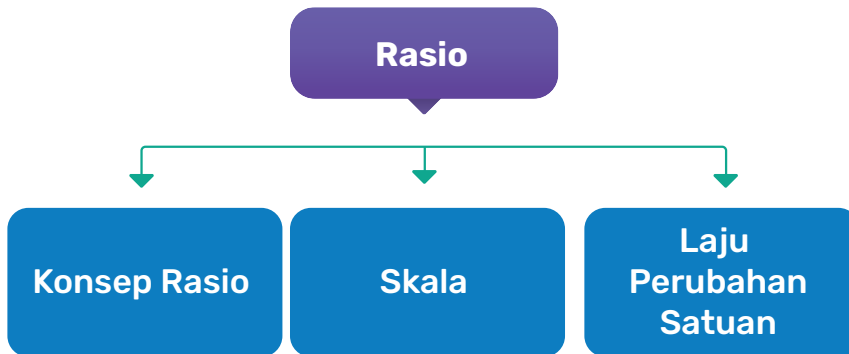 Rasio
Konsep Rasio
Skala
Laju
Perubahan
Satuan